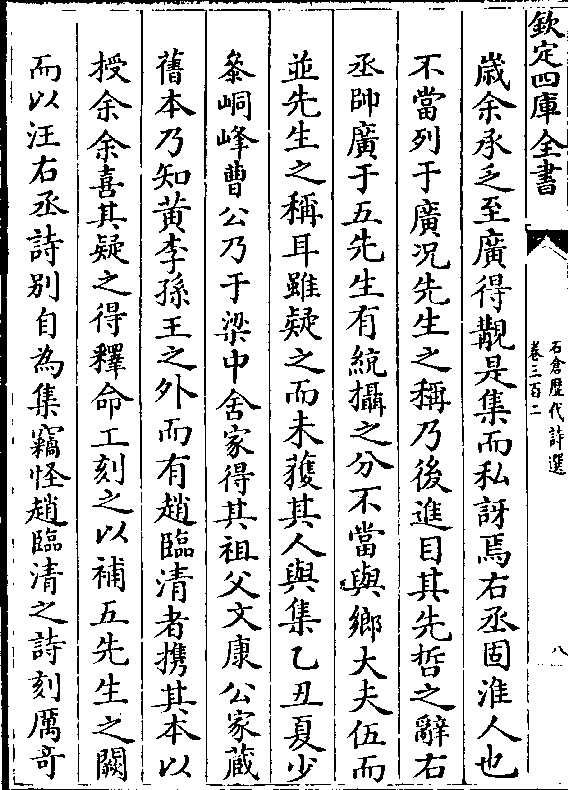 欽定四庫全書
石倉歷代詩選
卷三百二
八
歲余承乏至廣得覩是集而私訝焉右丞固淮人也
不當列于廣况先生之稱乃後進目其先哲之辭右
丞帥廣于五先生有統攝之分不當與鄉大夫伍而
並先生之稱耳雖疑之而未獲其人與集乙丑夏少
叅峒峰曹公乃于梁中舍家得其祖父文康公家蔵
舊本乃知黃李孫王之外而有趙臨清者携其本以
授余余喜其疑之得釋命工刻之以補五先生之闕
而以汪右丞詩别自為集竊怪趙臨清之詩刻厲奇